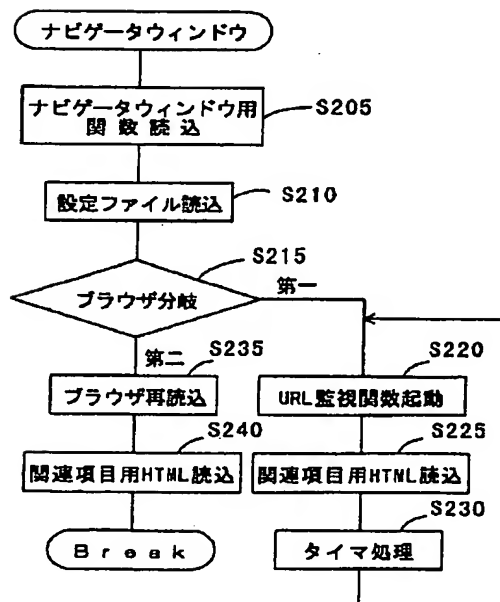 ナビゲータウィンドウ
ナビゲータウィンドウ用
関数読込
S205
設定ファイル読込
S210
S215
ブラウザ分岐
第一
第二
S235
ブラウザ再読込
S220
URL監視関数起動
S240
関連項目用HTML読込
S225
関連項目用HTML読込
S230
Break
タイマ処理